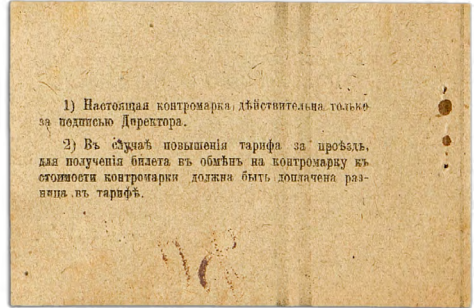 1) Настоящая контромарка дѣйствительна только
за подписью Директора.
2) Въ случаѣ повышенія тарифа за проѣздъ,
для полученія билета въ обмѣнъ на контромарку къ
стоимости контромарки должна быть доплачена раз-
ница въ тарифѣ.